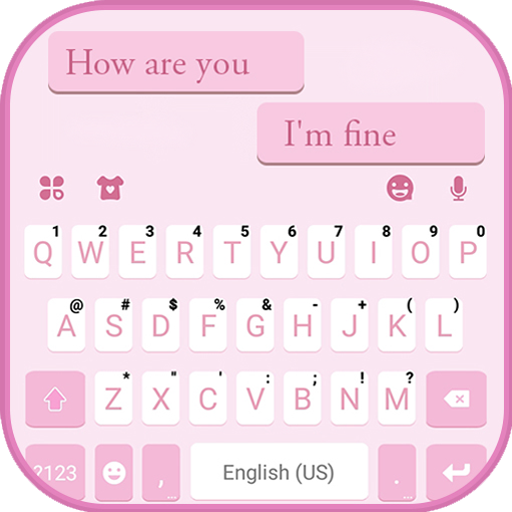 How are you
I'm fine
1 2 3 4 5 6 7 8 9 0
Q W E R T Y U I O P
@ # $ % & - + ( )
A S D F G H J K L
* " ' : ; ! ?
Z X C V B N M
?123 , English (US) .